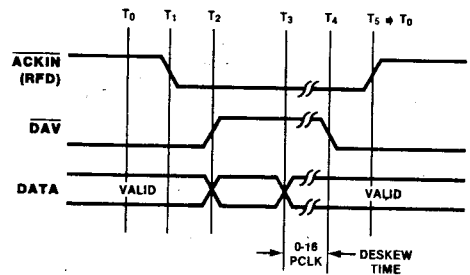 T0 T1 T2 T3 T4 T5 ⇒ T0
ACKIN
(RFD)
DAV
DATA VALID VALID
0-16 DESKEW
PCLK TIME